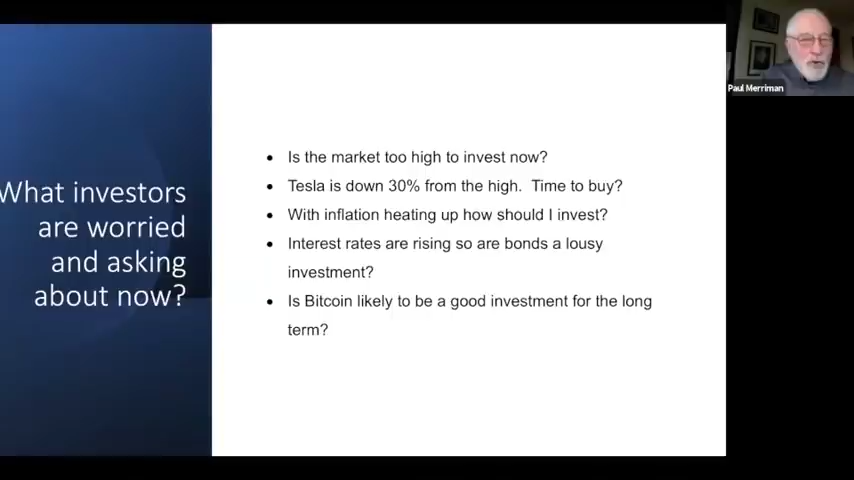 What investors
are worried
and asking
about now?
• Is the market too high to invest now?
• Tesla is down 30% from the high.  Time to buy?
• With inflation heating up how should I invest?
• Interest rates are rising so are bonds a lousy
investment?
• Is Bitcoin likely to be a good investment for the long
term?
Paul Merriman